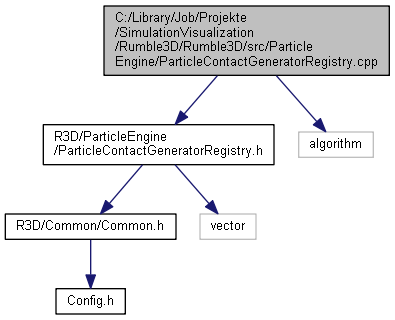 C:/Library/Job/Projekte
/SimulationVisualization
/Rumble3D/Rumble3D/src/Particle
Engine/ParticleContactGeneratorRegistry.cpp
R3D/ParticleEngine
/ParticleContactGeneratorRegistry.h
algorithm
R3D/Common/Common.h
vector
Config.h